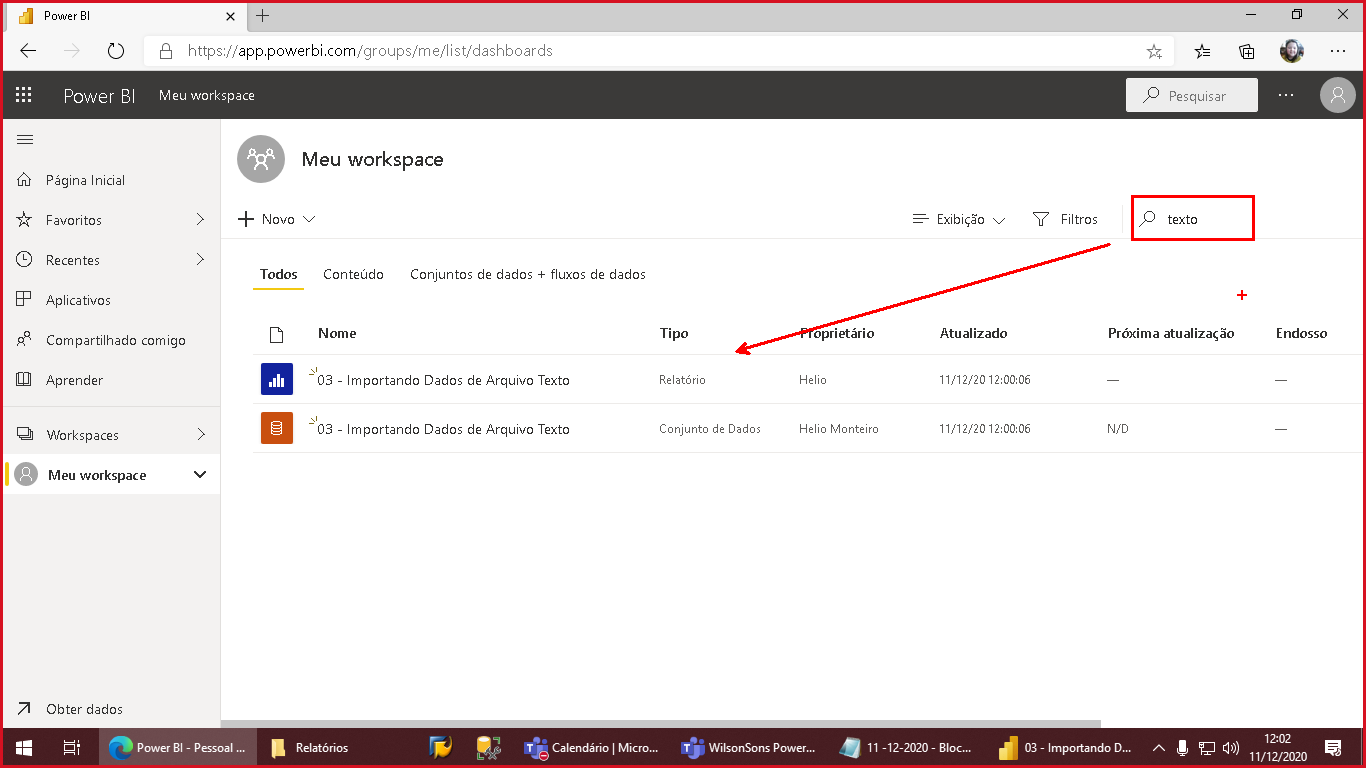 Power BI
https://app.powerbi.com/groups/me/list/dashboards
Power BI Meu workspace Pesquisar
Meu workspace
Página Inicial
Favoritos
Recentes
Aplicativos
Compartilhado comigo
Aprender
Workspaces
Meu workspace
Obter dados
Novo Exibição Filtros texto
Todos Conteúdo Conjuntos de dados + fluxos de dados
Nome Tipo Proprietário Atualizado Próxima atualização Endosso
03 - Importando Dados de Arquivo Texto Relatório Helio 11/12/20 12:00:06 — —
03 - Importando Dados de Arquivo Texto Conjunto de Dados Helio Monteiro 11/12/20 12:00:06 N/D —
Power BI - Pessoal ... Relatórios Calendário | Micro... WilsonSons Power... 11 -12-2020 - Bloc... 03 - Importando D... 12:02
11/12/2020